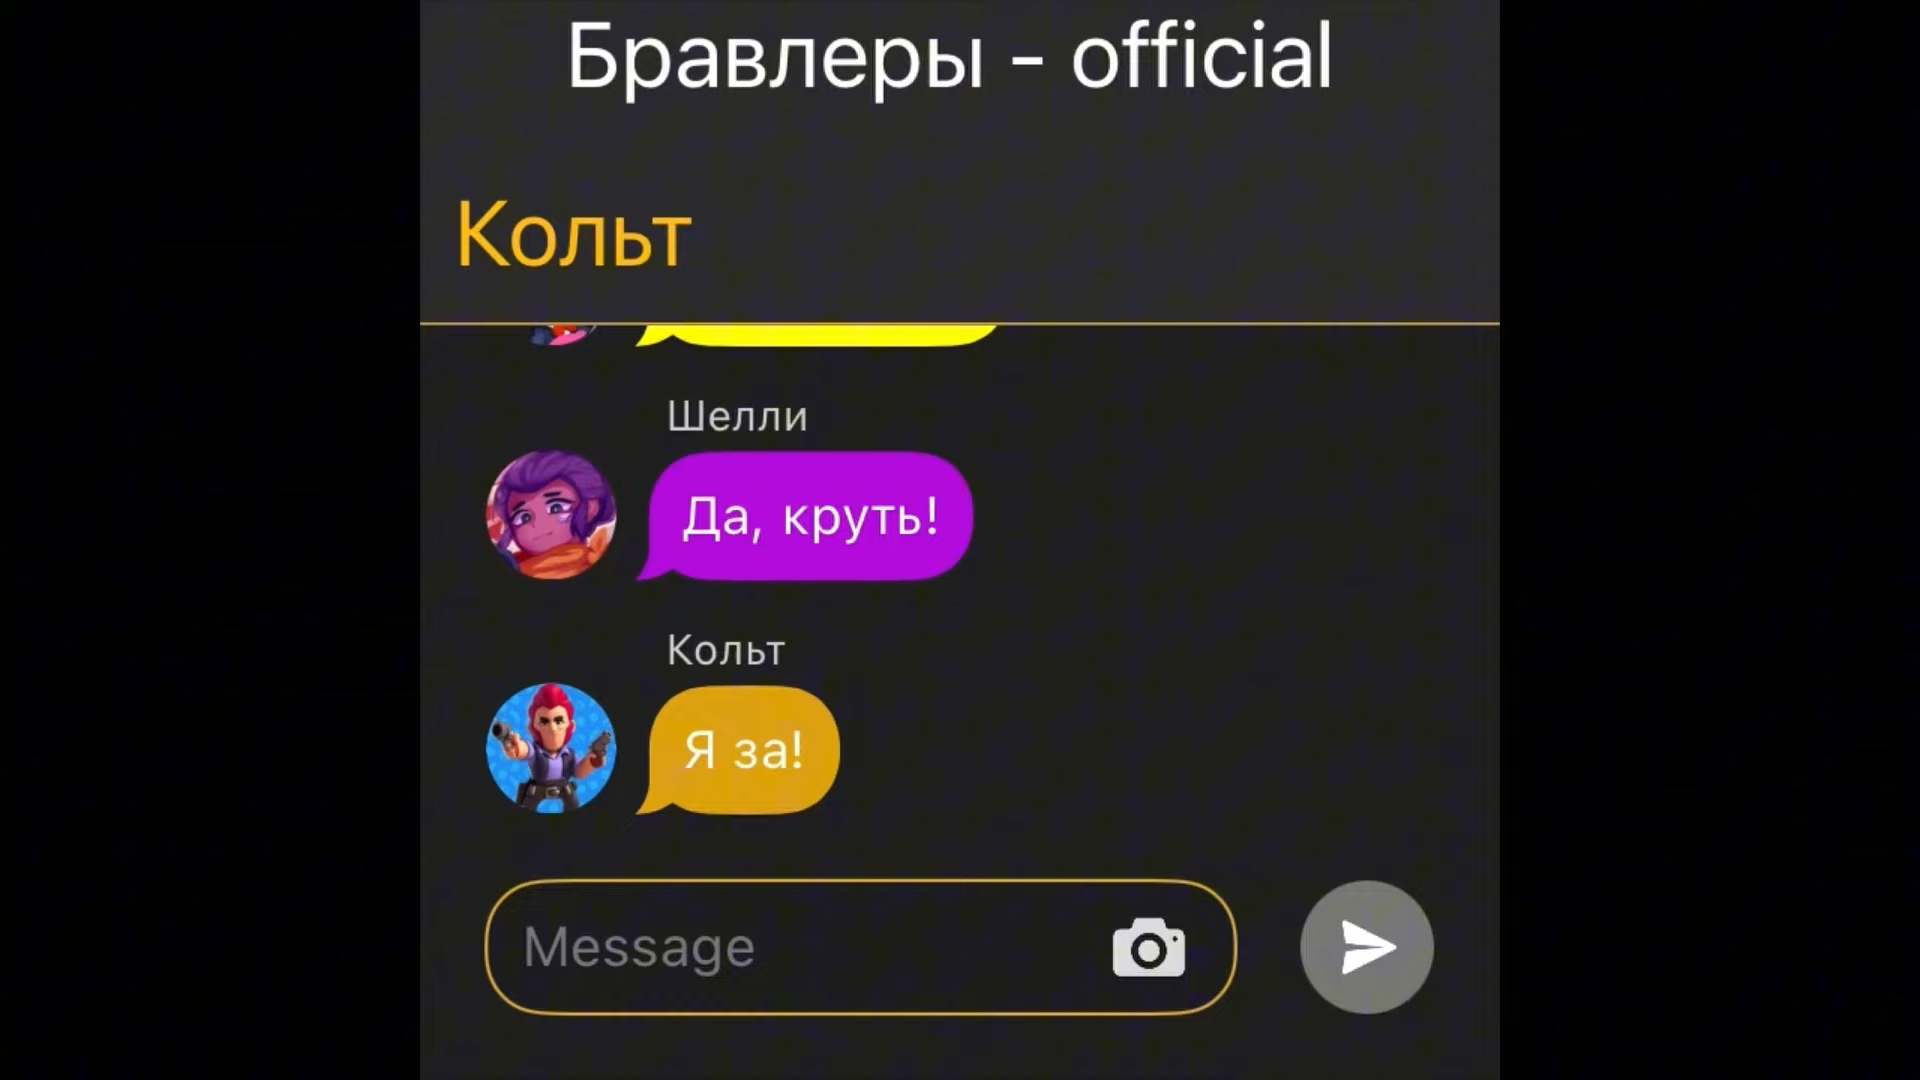 Бравлеры - official
Кольт
Шелли
Да, круть!
Кольт
Я за!
Message